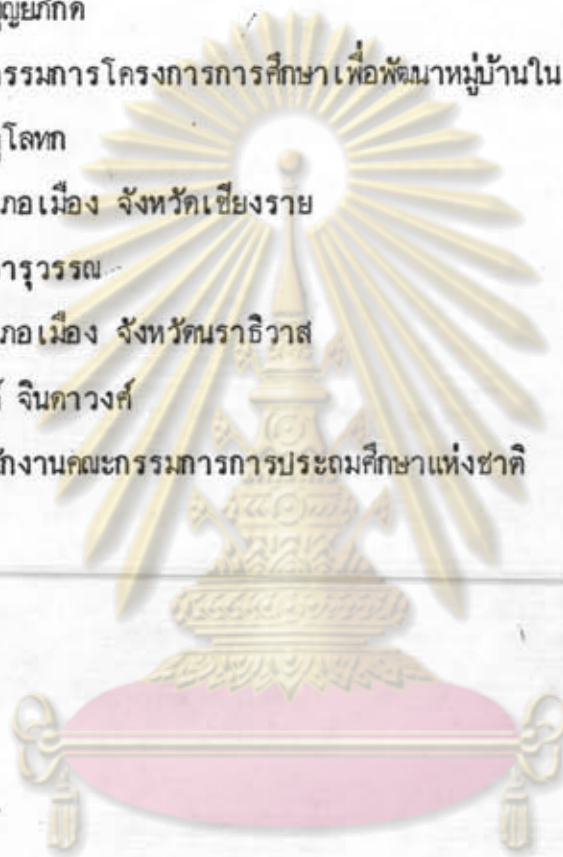 ญยภักดิ์
กรรมการโครงการการศึกษาเพื่อพัฒนาหมู่บ้านใน
โลทก
ภอเมือง จังหวัดเชียงราย
ารุวรรณ
ภอเมือง จังหวัดนราธิวาส
จินดาวงศ์
ักงานคณะกรรมการการประถมศึกษาแห่งชาติ